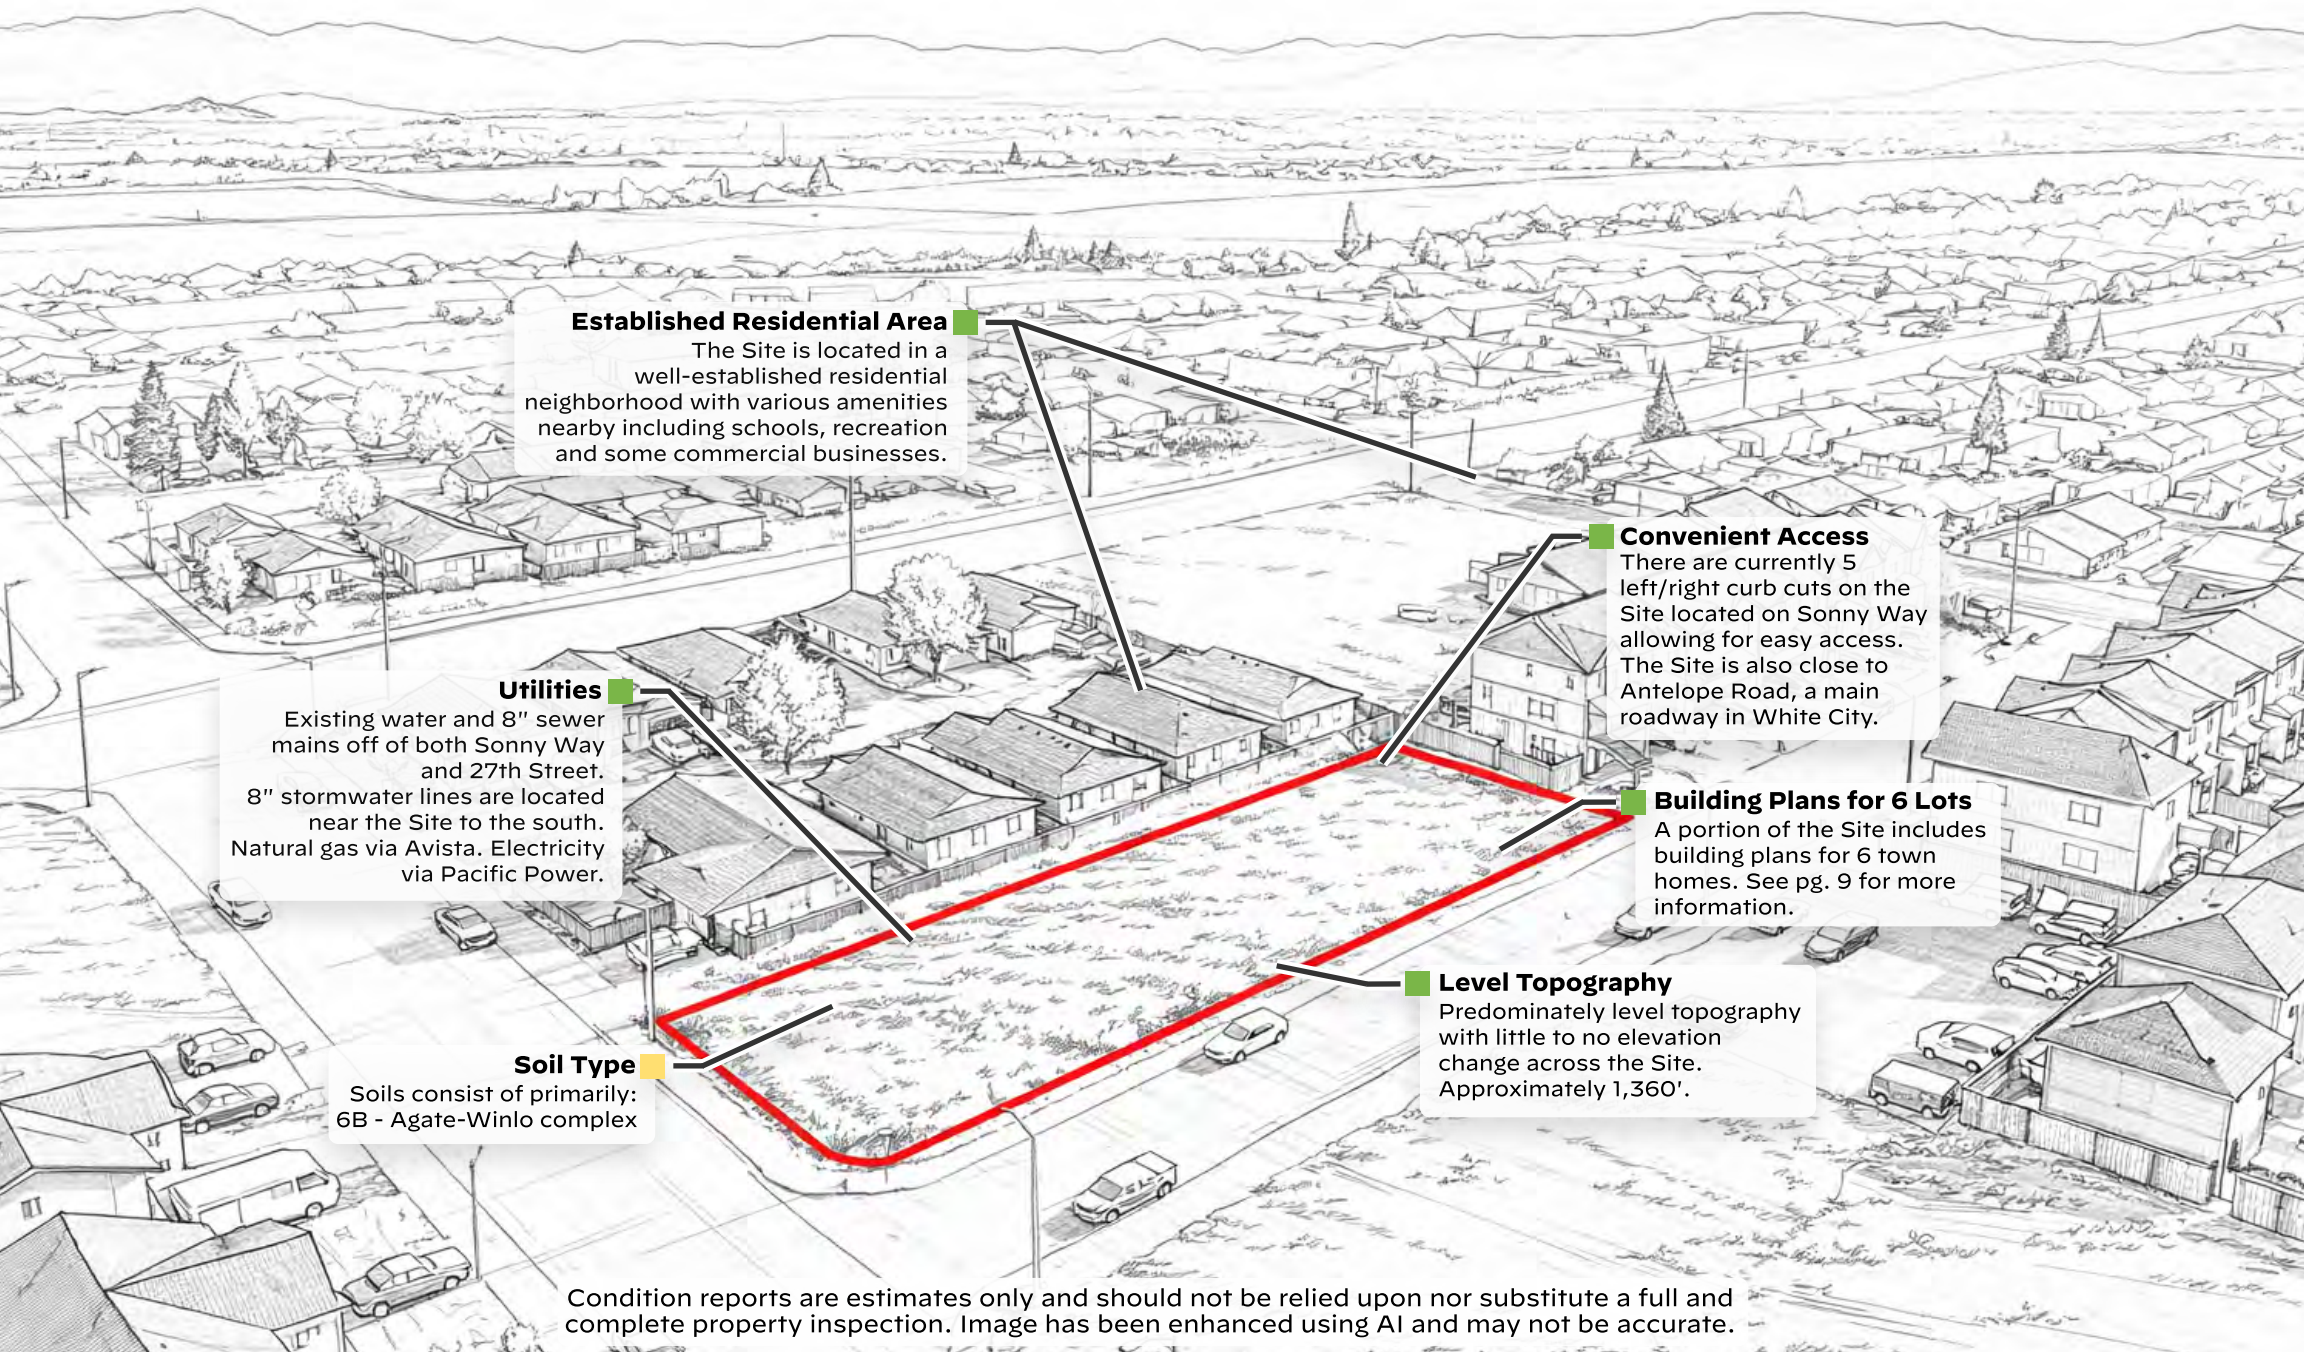 Established Residential Area
The Site is located in a
well-established residential
neighborhood with various amenities
nearby including schools, recreation
and some commercial businesses.
Convenient Access
There are currently 5
left/right curb cuts on the
Site located on Sonny Way
allowing for easy access.
The Site is also close to
Antelope Road, a main
roadway in White City.
Utilities
Existing water and 8" sewer
mains off of both Sonny Way
and 27th Street.
8" stormwater lines are located
near the Site to the south.
Natural gas via Avista. Electricity
via Pacific Power.
Building Plans for 6 Lots
A portion of the Site includes
building plans for 6 town
homes. See pg. 9 for more
information.
Level Topography
Predominately level topography
with little to no elevation
change across the Site.
Approximately 1,360'.
Soil Type
Soils consist of primarily:
6B - Agate-Winlo complex
Condition reports are estimates only and should not be relied upon nor substitute a full and
complete property inspection. Image has been enhanced using AI and may not be accurate.